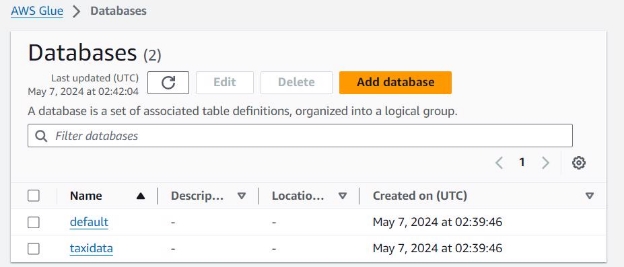 AWS Glue > Databases
Databases (2)
Last updated (UTC)
May 7, 2024 at 02:42:04
Edit
Delete
Add database
A database is a set of associated table definitions, organized into a logical group.
Filter databases
< 1 >
Name ▲ Descrip... ▽ Locatio... ▽ Created on (UTC) ▽
default - - May 7, 2024 at 02:39:46
taxidata - - May 7, 2024 at 02:39:46